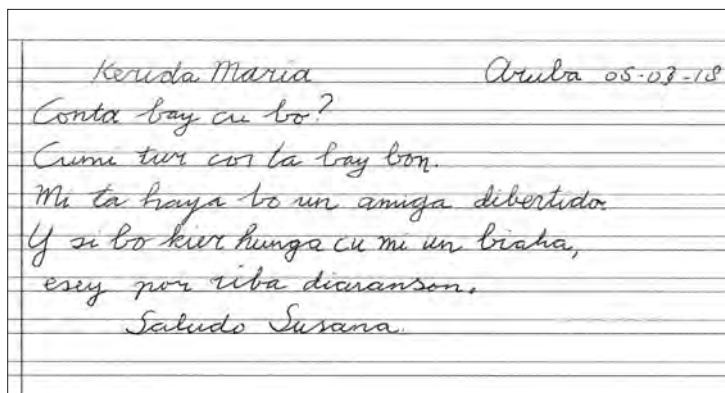 Kerida Maria Aruba 05-03-18
Conta bay cu bo?
Cumi tur cos ta bay bon.
Mi ta haya bo un amiga dibertido.
Y si bo kier hunga cu mi un biaha,
esey por riba diaranson.
Saludo Susana.